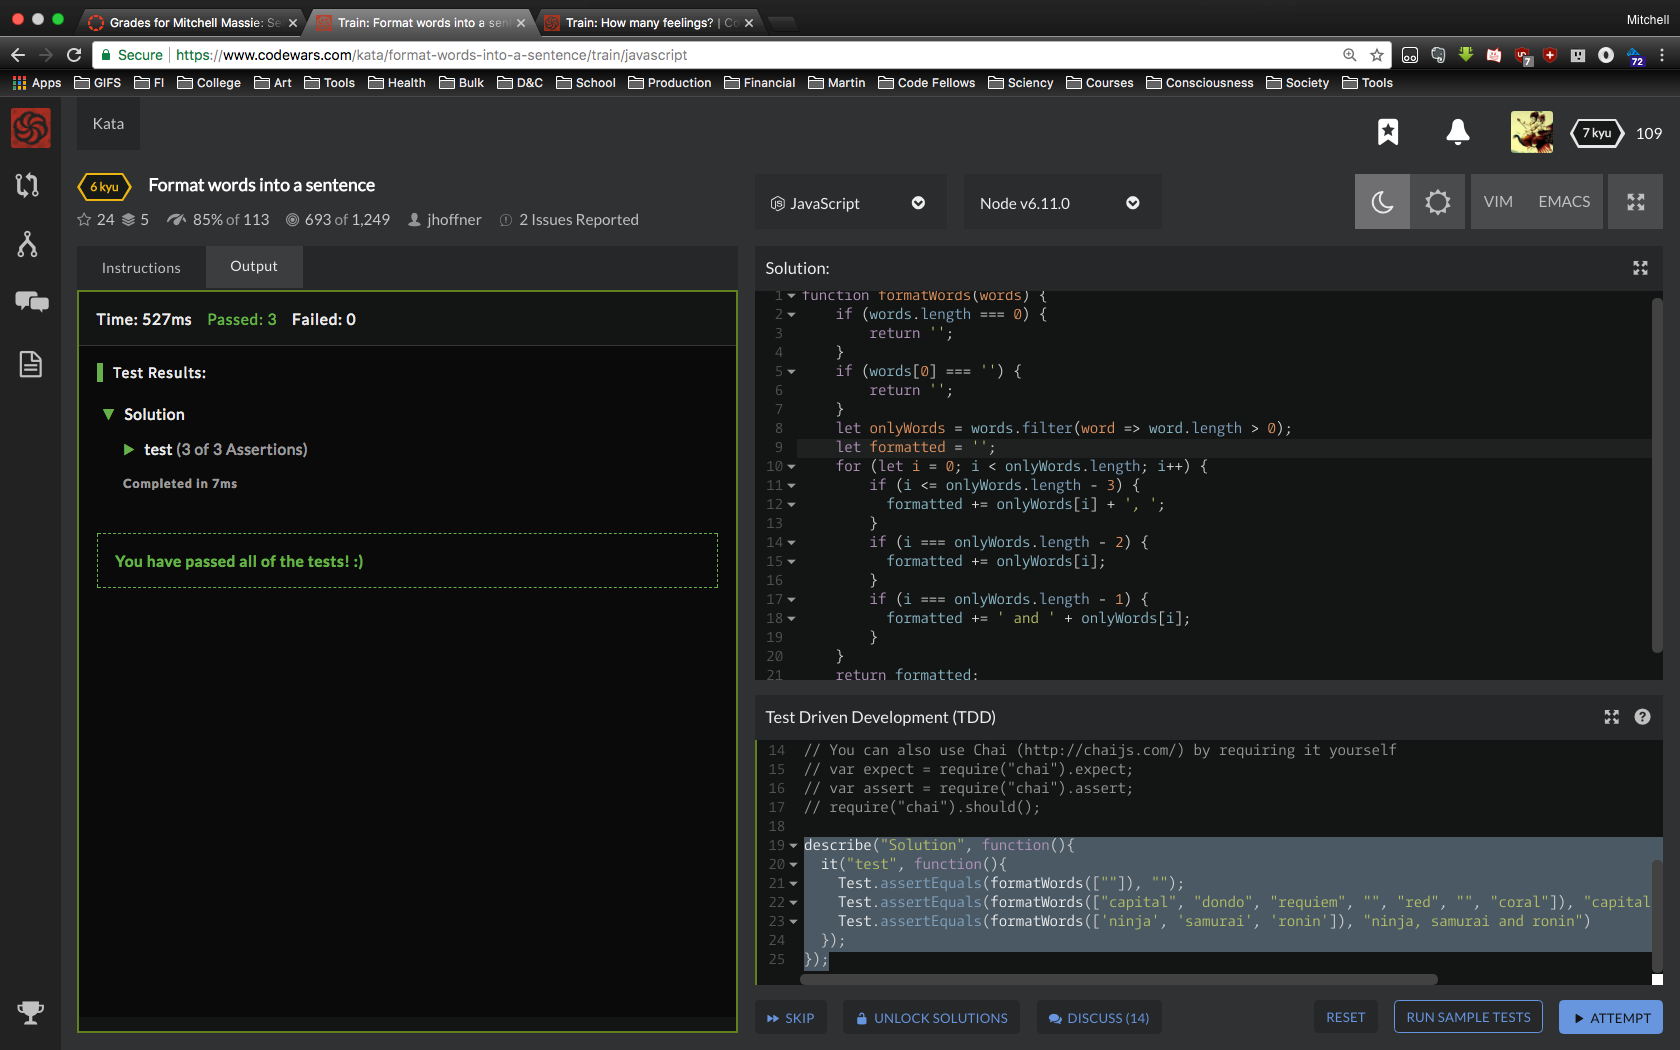 Grades for Mitchell Massie: Se
Train: Format words into a sent
Train: How many feelings? | Co
Mitchell
Secure
https://www.codewars.com/kata/format-words-into-a-sentence/train/javascript
7
72
Apps GIFS FI College Art Tools Health Bulk D&C School Production Financial Martin Code Fellows Sciency Courses Consciousness Society Tools
Kata
7 kyu 109
6 kyu Format words into a sentence
24 5 85% of 113 693 of 1,249 jhoffner 2 Issues Reported
JavaScript
Node v6.11.0
VIM EMACS
Instructions
Output
Time: 527ms Passed: 3 Failed: 0
Test Results:
Solution
test (3 of 3 Assertions)
Completed in 7ms
You have passed all of the tests! :)
Solution:
1 function formatWords(words) {
2 if (words.length === 0) {
3 return '';
4 }
5 if (words[0] === '') {
6 return '';
7 }
8 let onlyWords = words.filter(word => word.length > 0);
9 let formatted = '';
10 for (let i = 0; i < onlyWords.length; i++) {
11 if (i <= onlyWords.length - 3) {
12 formatted += onlyWords[i] + ', ';
13 }
14 if (i === onlyWords.length - 2) {
15 formatted += onlyWords[i];
16 }
17 if (i === onlyWords.length - 1) {
18 formatted += ' and ' + onlyWords[i];
19 }
20 }
21 return formatted;
Test Driven Development (TDD)
14 // You can also use Chai (http://chaijs.com/) by requiring it yourself
15 // var expect = require("chai").expect;
16 // var assert = require("chai").assert;
17 // require("chai").should();
18
19 describe("Solution", function(){
20 it("test", function(){
21 Test.assertEquals(formatWords([""]), "");
22 Test.assertEquals(formatWords(["capital", "dondo", "requiem", "", "red", "", "coral"]), "capital
23 Test.assertEquals(formatWords(['ninja', 'samurai', 'ronin']), "ninja, samurai and ronin")
24 });
25 });
SKIP
UNLOCK SOLUTIONS
DISCUSS (14)
RESET
RUN SAMPLE TESTS
ATTEMPT